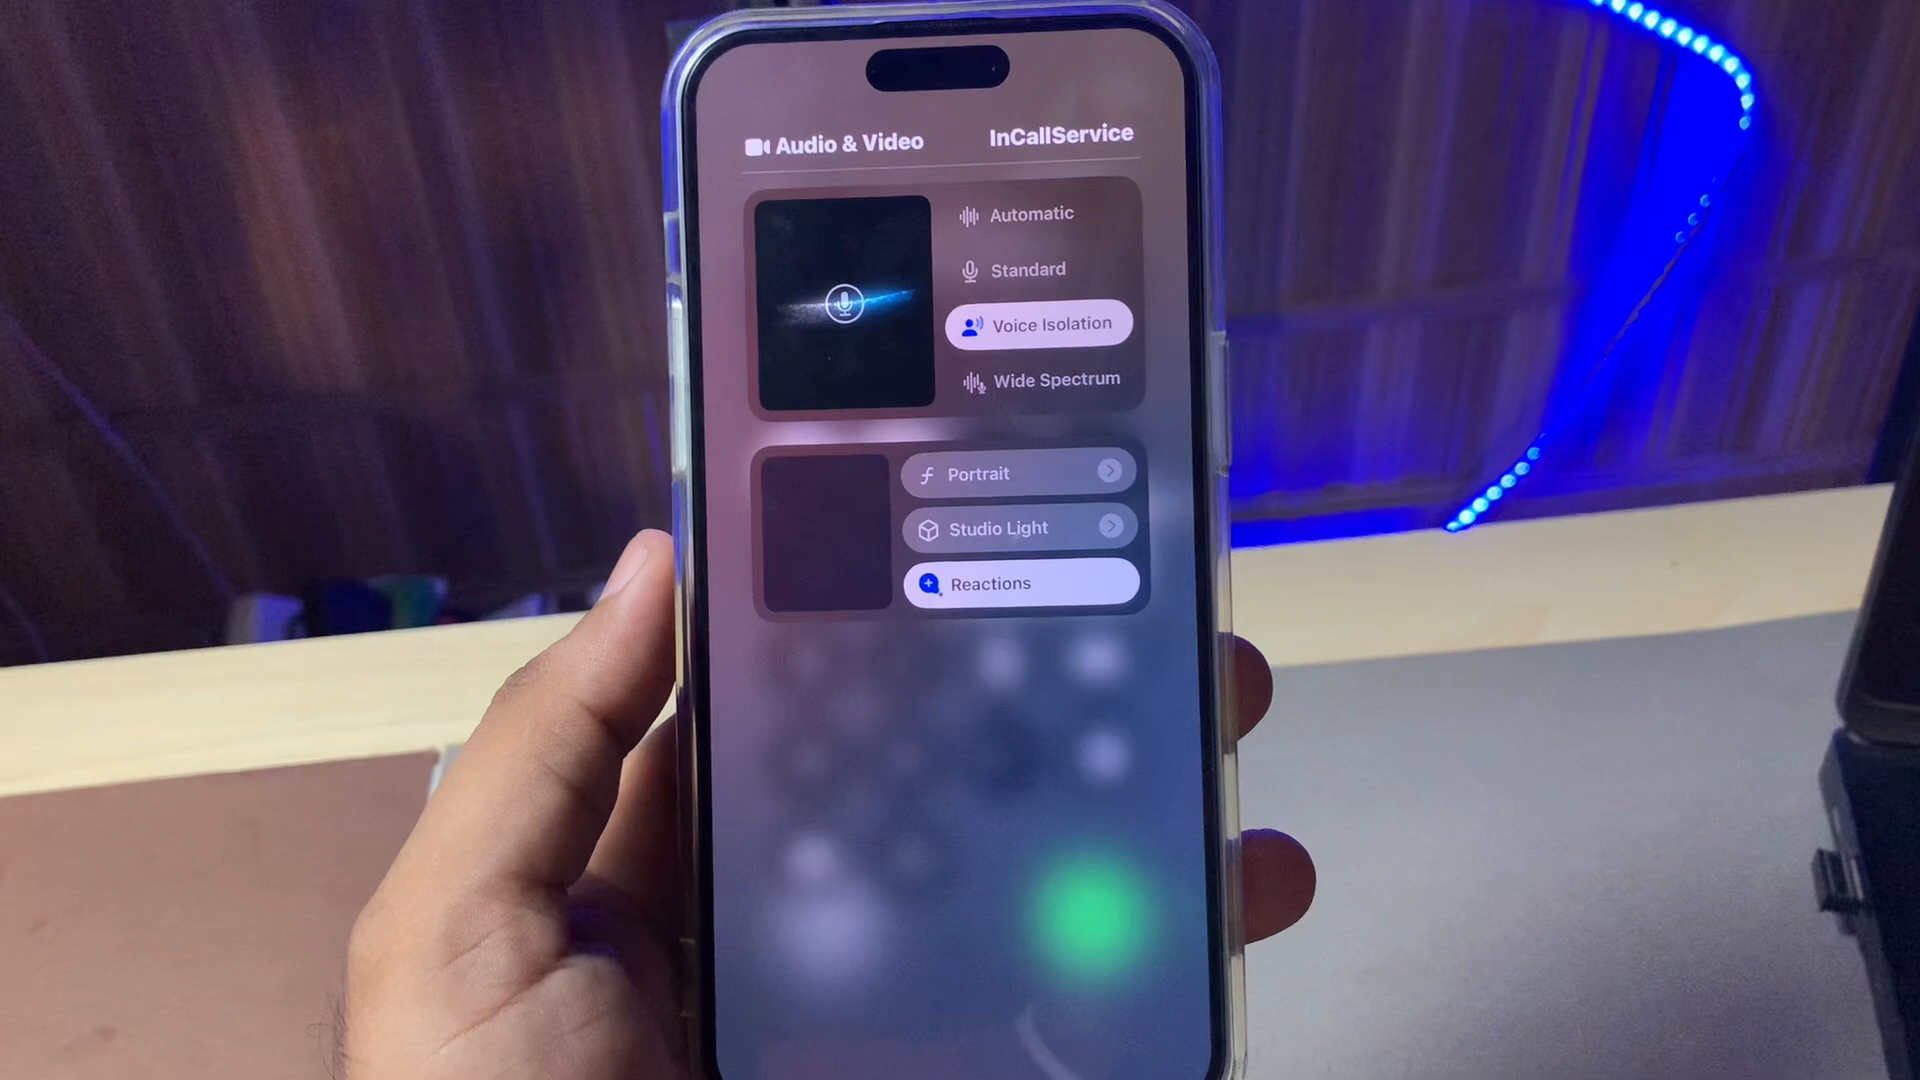 Audio & Video
InCallService
Automatic
Standard
Voice Isolation
Wide Spectrum
Portrait
Studio Light
Reactions